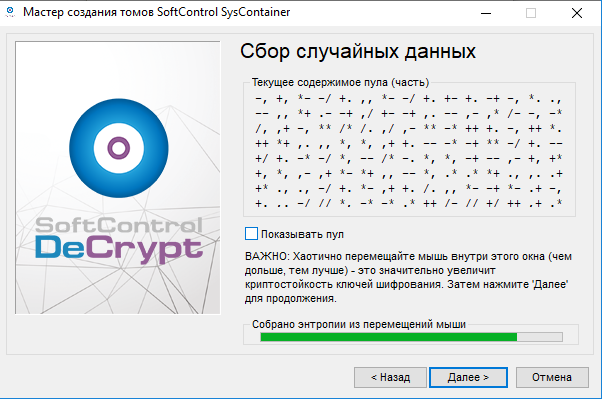 Мастер создания томов SoftControl SysContainer
Сбор случайных данных
Текущее содержимое пула (часть)
-, +, *- -/ +. ,, *- -/ +. +- +. -+ -, *. .,
-- ,, *+ .- -+ ,/ +- -+ ,. -- ,- ,* /- -, -*
/, ,+ -, ** /* /. ,/ ,- ** -* ++ +. -, ++ *.
++ *+ ,. ,, *, *, ,+ +. -- -* -+ ** -/ +. --
+/ +. -* -/ *, -- /* -. *, *, -+ -- ,- +, +*
+, *, ,- ,+ *- *+ ,, -- *, .* .* *+ ., ,. .+
+* ., ., -/ +. *- ,+ +. /. ,, *- -+ *- .+ -,
+. .. -/ // *. -* -* .* ++ /- // +/ ++ .+ .*
Показывать пул
ВАЖНО: Хаотично перемещайте мышь внутри этого окна (чем
дольше, тем лучше) - это значительно увеличит
криптостойкость ключей шифрования. Затем нажмите 'Далее'
для продолжения.
Собрано энтропии из перемещений мыши
SoftControl
DeCrypt
< Назад
Далее >
Отмена